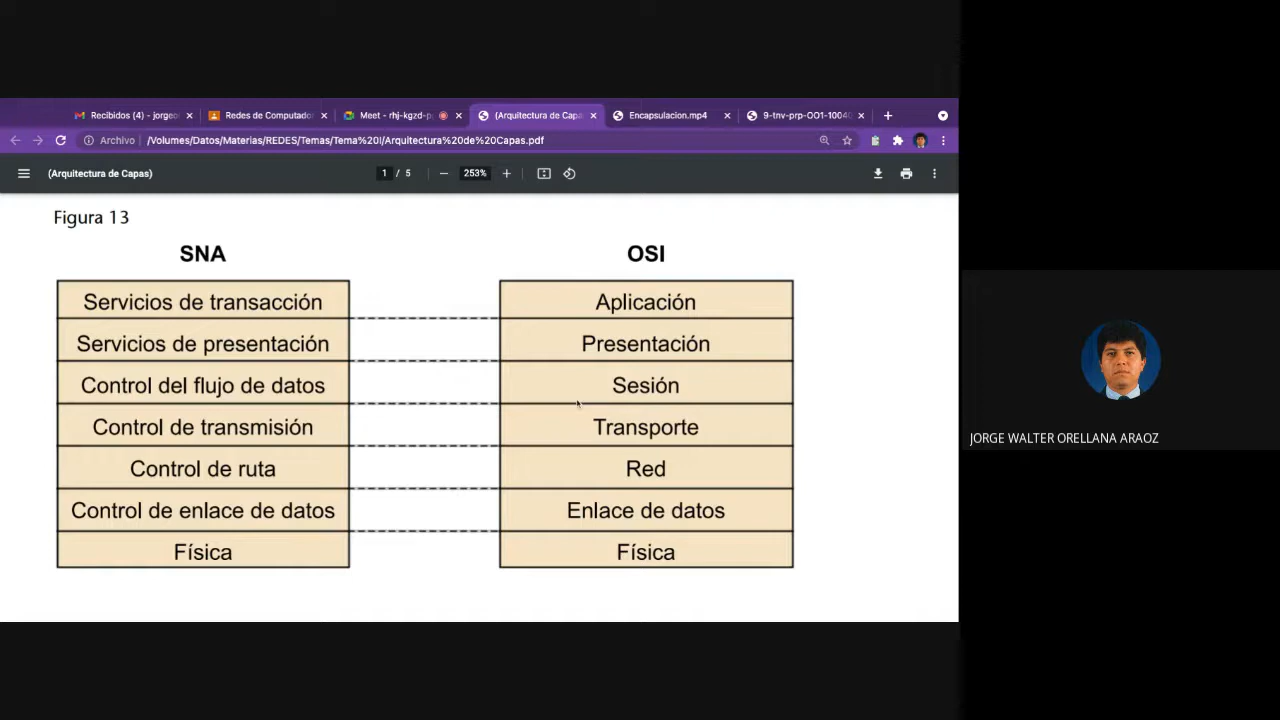 Recibidos (4) - jorgeo
Redes de Computador
Meet - rhj-kgzd-p
(Arquitectura de Capa
Encapsulacion.mp4
9-tnv-prp-OO1-1004
Archivo
/Volumes/Datos/Materias/REDES/Temas/Tema%20I/Arquitectura%20de%20Capas.pdf
(Arquitectura de Capas)
1 / 5
253%
Figura 13
SNA
OSI
Servicios de transacción
Aplicación
Servicios de presentación
Presentación
Control del flujo de datos
Sesión
Control de transmisión
Transporte
Control de ruta
Red
Control de enlace de datos
Enlace de datos
Física
Física
JORGE WALTER ORELLANA ARAOZ